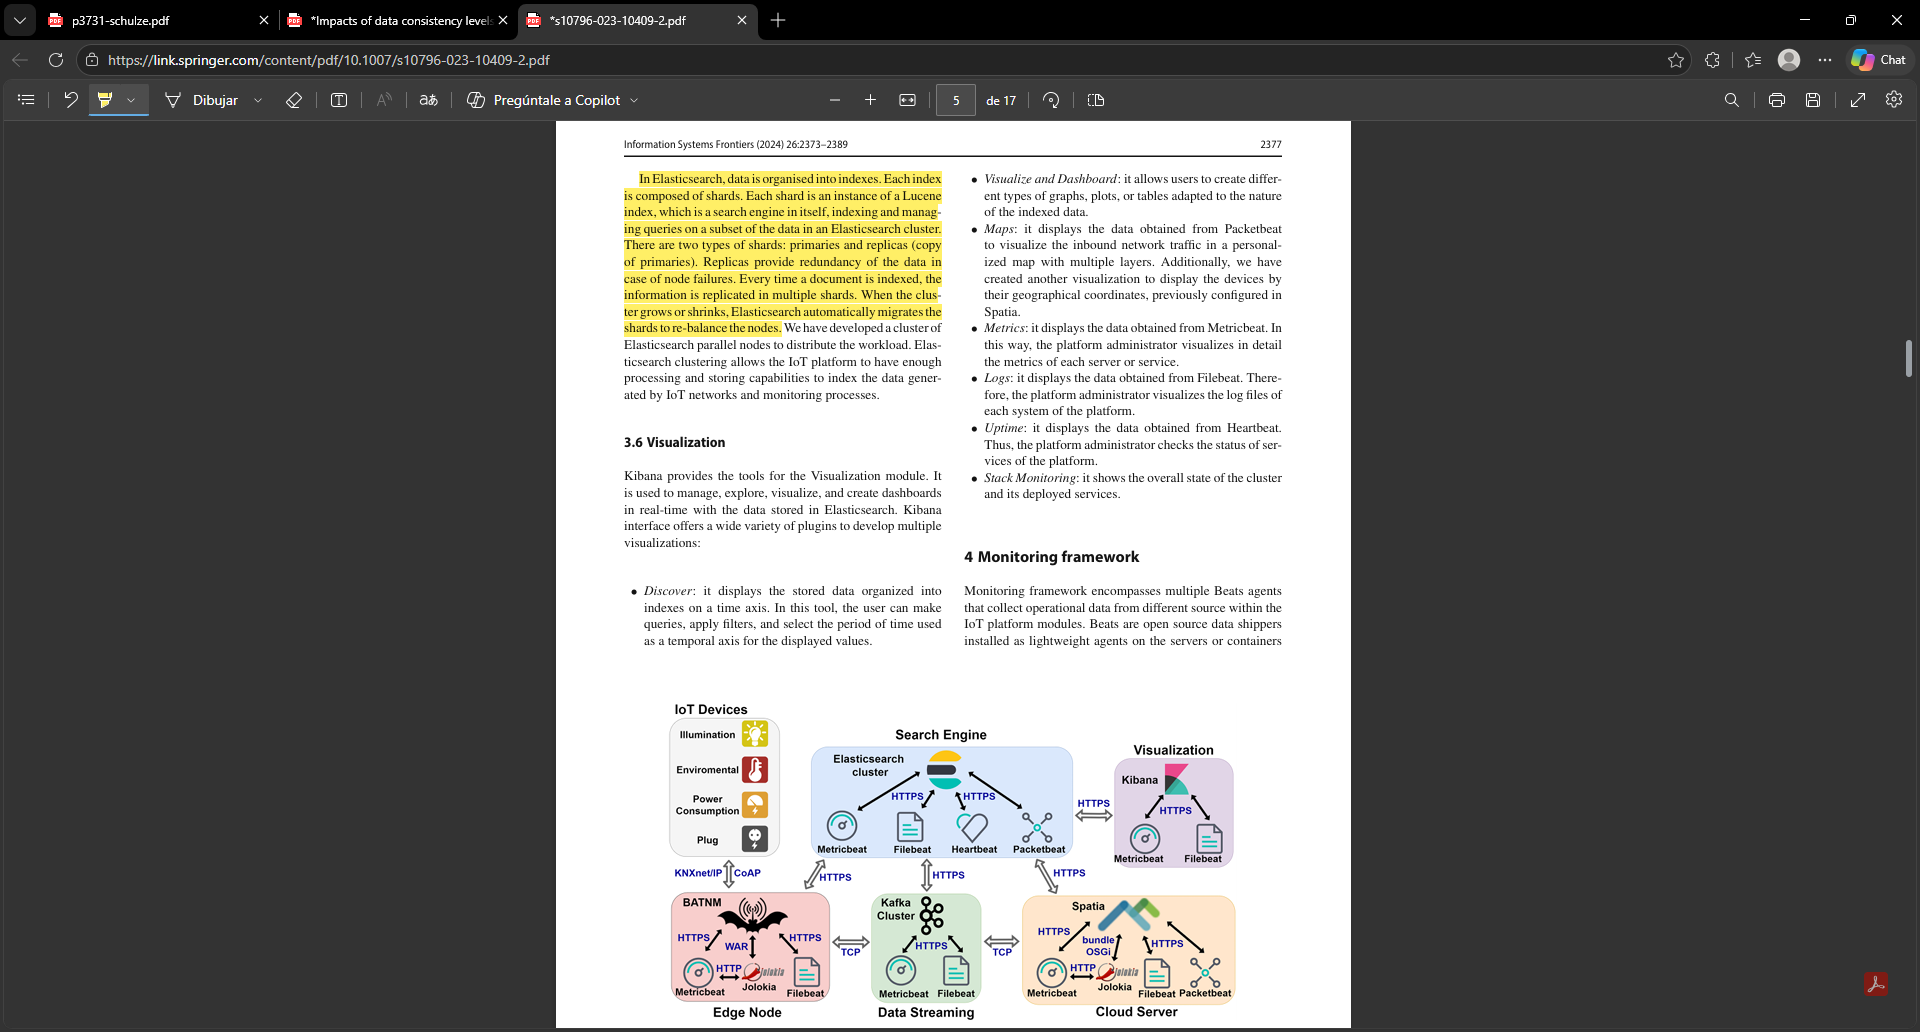 p3731-schulze.pdf
*Impacts of data consistency levels
*s10796-023-10409-2.pdf
https://link.springer.com/content/pdf/10.1007/s10796-023-10409-2.pdf
Chat
Dibujar
aあ
Pregúntale a Copilot
5
de 17
Information Systems Frontiers (2024) 26:2373–2389
2377
In Elasticsearch, data is organised into indexes. Each index
is composed of shards. Each shard is an instance of a Lucene
index, which is a search engine in itself, indexing and manag-
ing queries on a subset of the data in an Elasticsearch cluster.
There are two types of shards: primaries and replicas (copy
of primaries). Replicas provide redundancy of the data in
case of node failures. Every time a document is indexed, the
information is replicated in multiple shards. When the clus-
ter grows or shrinks, Elasticsearch automatically migrates the
shards to re-balance the nodes. We have developed a cluster of
Elasticsearch parallel nodes to distribute the workload. Elas-
ticsearch clustering allows the IoT platform to have enough
processing and storing capabilities to index the data gener-
ated by IoT networks and monitoring processes.
3.6 Visualization
Kibana provides the tools for the Visualization module. It
is used to manage, explore, visualize, and create dashboards
in real-time with the data stored in Elasticsearch. Kibana
interface offers a wide variety of plugins to develop multiple
visualizations:
• Discover: it displays the stored data organized into
indexes on a time axis. In this tool, the user can make
queries, apply filters, and select the period of time used
as a temporal axis for the displayed values.
• Visualize and Dashboard: it allows users to create differ-
ent types of graphs, plots, or tables adapted to the nature
of the indexed data.
• Maps: it displays the data obtained from Packetbeat
to visualize the inbound network traffic in a personal-
ized map with multiple layers. Additionally, we have
created another visualization to display the devices by
their geographical coordinates, previously configured in
Spatia.
• Metrics: it displays the data obtained from Metricbeat. In
this way, the platform administrator visualizes in detail
the metrics of each server or service.
• Logs: it displays the data obtained from Filebeat. There-
fore, the platform administrator visualizes the log files of
each system of the platform.
• Uptime: it displays the data obtained from Heartbeat.
Thus, the platform administrator checks the status of ser-
vices of the platform.
• Stack Monitoring: it shows the overall state of the cluster
and its deployed services.
4 Monitoring framework
Monitoring framework encompasses multiple Beats agents
that collect operational data from different source within the
IoT platform modules. Beats are open source data shippers
installed as lightweight agents on the servers or containers
IoT Devices
Illumination
Enviromental
Power
Consumption
Plug
KNXnet/IP
CoAP
Search Engine
Elasticsearch
cluster
HTTPS
HTTPS
Metricbeat
Filebeat
Heartbeat
Packetbeat
HTTPS
Visualization
Kibana
HTTPS
Metricbeat
Filebeat
HTTPS
HTTPS
HTTPS
BATNM
HTTPS
WAR
HTTPS
HTTP
Jolokia
Metricbeat
Jolokia
Filebeat
Edge Node
TCP
Kafka
Cluster
HTTPS
Metricbeat
Filebeat
Data Streaming
TCP
Spatia
HTTPS
bundle
OSGi
HTTPS
HTTP
Jolokia
Metricbeat
Jolokia
Filebeat
Packetbeat
Cloud Server